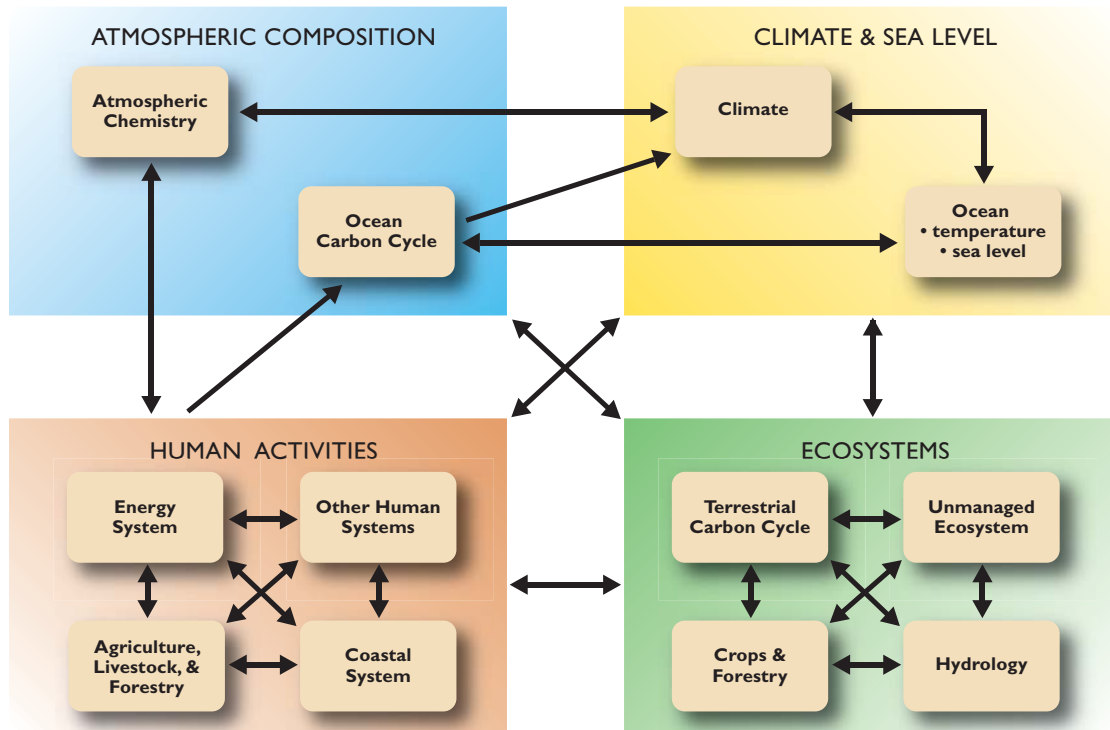 ATMOSPHERIC COMPOSITION
Atmospheric
Chemistry
Ocean
Carbon Cycle
CLIMATE & SEA LEVEL
Climate
Ocean
• temperature
• sea level
HUMAN ACTIVITIES
Energy
System
Other Human
Systems
Agriculture,
Livestock, &
Forestry
Coastal
System
ECOSYSTEMS
Terrestrial
Carbon Cycle
Unmanaged
Ecosystem
Crops &
Forestry
Hydrology